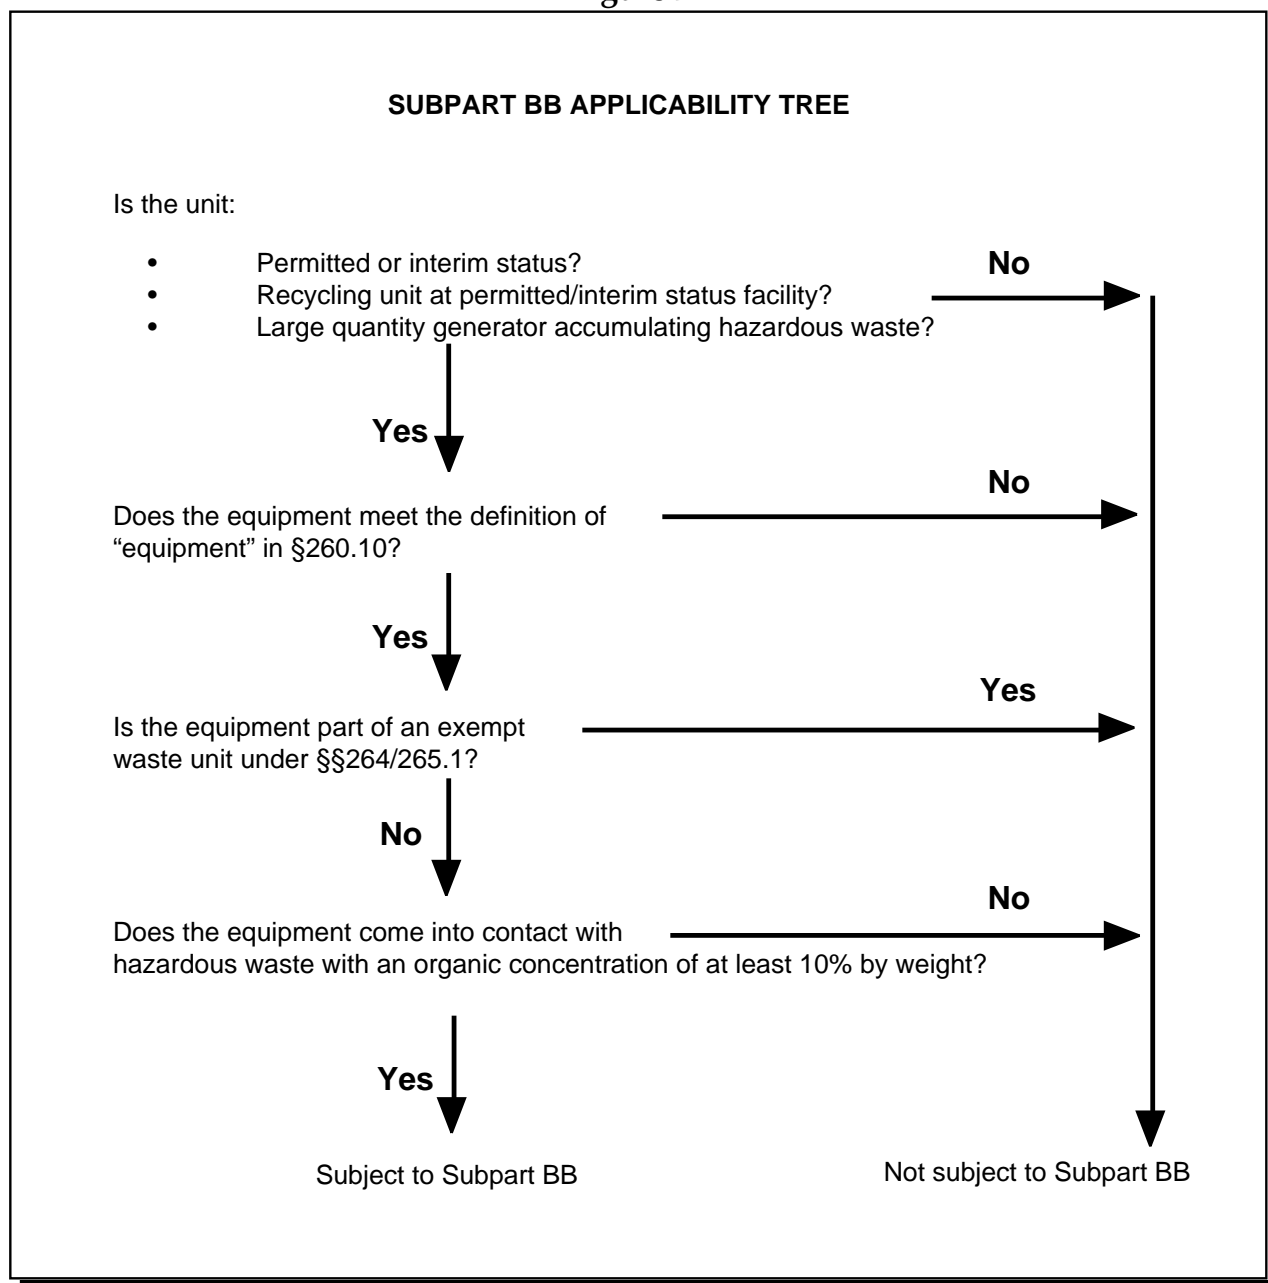 SUBPART BB APPLICABILITY TREE
Is the unit:
• Permitted or interim status?
No
• Recycling unit at permitted/interim status facility?
• Large quantity generator accumulating hazardous waste?
Yes
No
Does the equipment meet the definition of
“equipment” in §260.10?
Yes
Yes
Is the equipment part of an exempt
waste unit under §§264/265.1?
No
No
Does the equipment come into contact with
hazardous waste with an organic concentration of at least 10% by weight?
Yes
Subject to Subpart BB
Not subject to Subpart BB